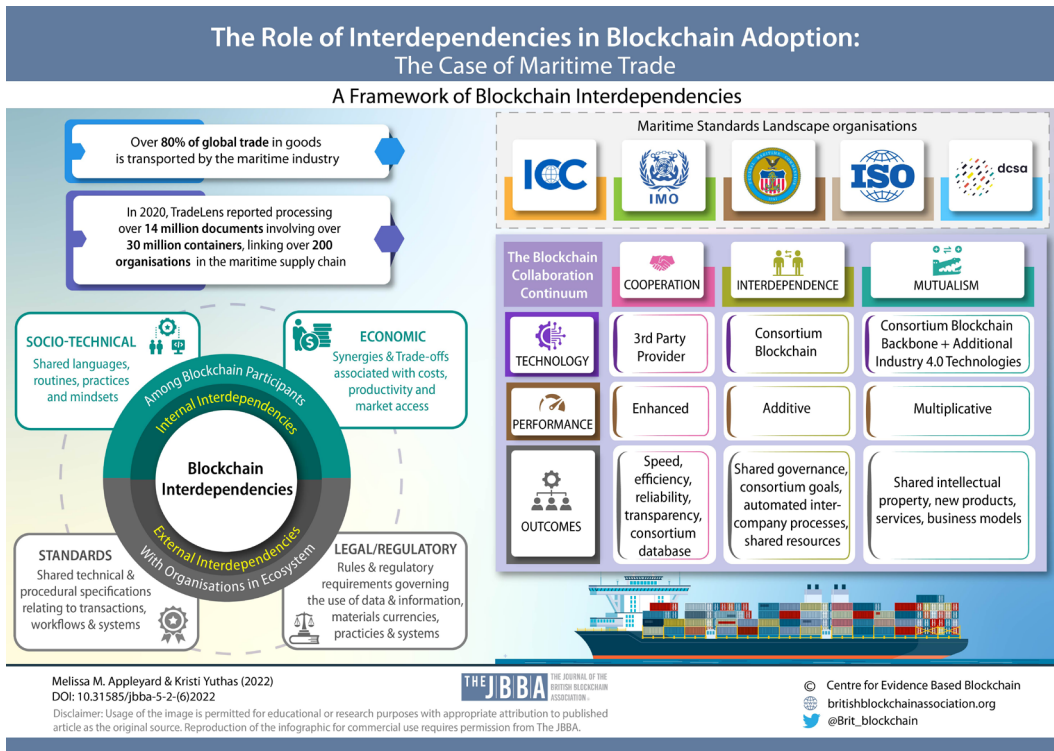 The Role of Interdependencies in Blockchain Adoption:
The Case of Maritime Trade
A Framework of Blockchain Interdependencies
Over 80% of global trade in goods
is transported by the maritime industry
In 2020, TradeLens reported processing
over 14 million documents involving over
30 million containers, linking over 200
organisations in the maritime supply chain
SOCIO-TECHNICAL
Shared languages,
routines, practices
and mindsets
ECONOMIC
Synergies & Trade-offs
associated with costs,
productivity and
market access
Among Blockchain Participants
Internal Interdependencies
Blockchain
Interdependencies
External Interdependencies
With Organisations in Ecosystem
STANDARDS
Shared technical &
procedural specifications
relating to transactions,
workflows & systems
LEGAL/REGULATORY
Rules & regulatory
requirements governing
the use of data & information,
materials currencies,
practicies & systems
Maritime Standards Landscape organisations
ICC
IMO
ISO
dcsa
The Blockchain
Collaboration
Continuum
COOPERATION
INTERDEPENDENCE
MUTUALISM
TECHNOLOGY
3rd Party
Provider
Consortium
Blockchain
Consortium Blockchain
Backbone + Additional
Industry 4.0 Technologies
PERFORMANCE
Enhanced
Additive
Multiplicative
OUTCOMES
Speed,
efficiency,
reliability,
transparency,
consortium
database
Shared governance,
consortium goals,
automated inter-
company processes,
shared resources
Shared intellectual
property, new products,
services, business models
Melissa M. Appleyard & Kristi Yuthas (2022)
DOI: 10.31585/jbba-5-2-(6)2022
Disclaimer: Usage of the image is permitted for educational or research purposes with appropriate attribution to published
article as the original source. Reproduction of the infographic for commercial use requires permission from The JBBA.
THE JBBA
THE JOURNAL OF THE
BRITISH BLOCKCHAIN
ASSOCIATION
© Centre for Evidence Based Blockchain
britishblockchainassociation.org
@Brit_blockchain